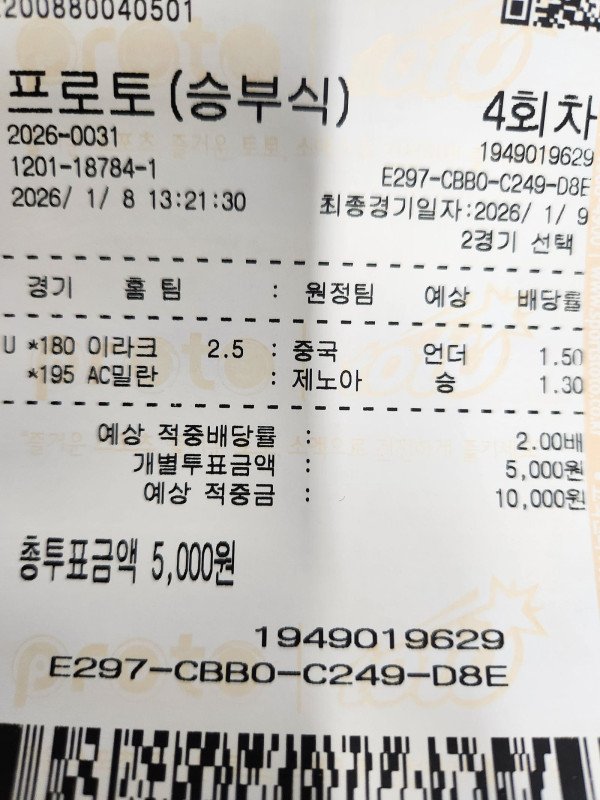 200880040501
프로토(승부식) 4회차
2026-0031 1949019629
1201-18784-1 E297-CBB0-C249-D8E
2026/ 1/ 8 13:21:30 최종경기일자:2026/ 1/ 9
2경기 선택
경기 홈 팀 : 원정팀 예상 배당률
U *180 이라크 2.5 : 중국 언더 1.50
*195 AC밀란 : 제노아 승 1.30
예상 적중배당률 : 2.00배
개별투표금액 : 5,000원
예상 적중금 : 10,000원
총투표금액 5,000원
1949019629
E297-CBB0-C249-D8E